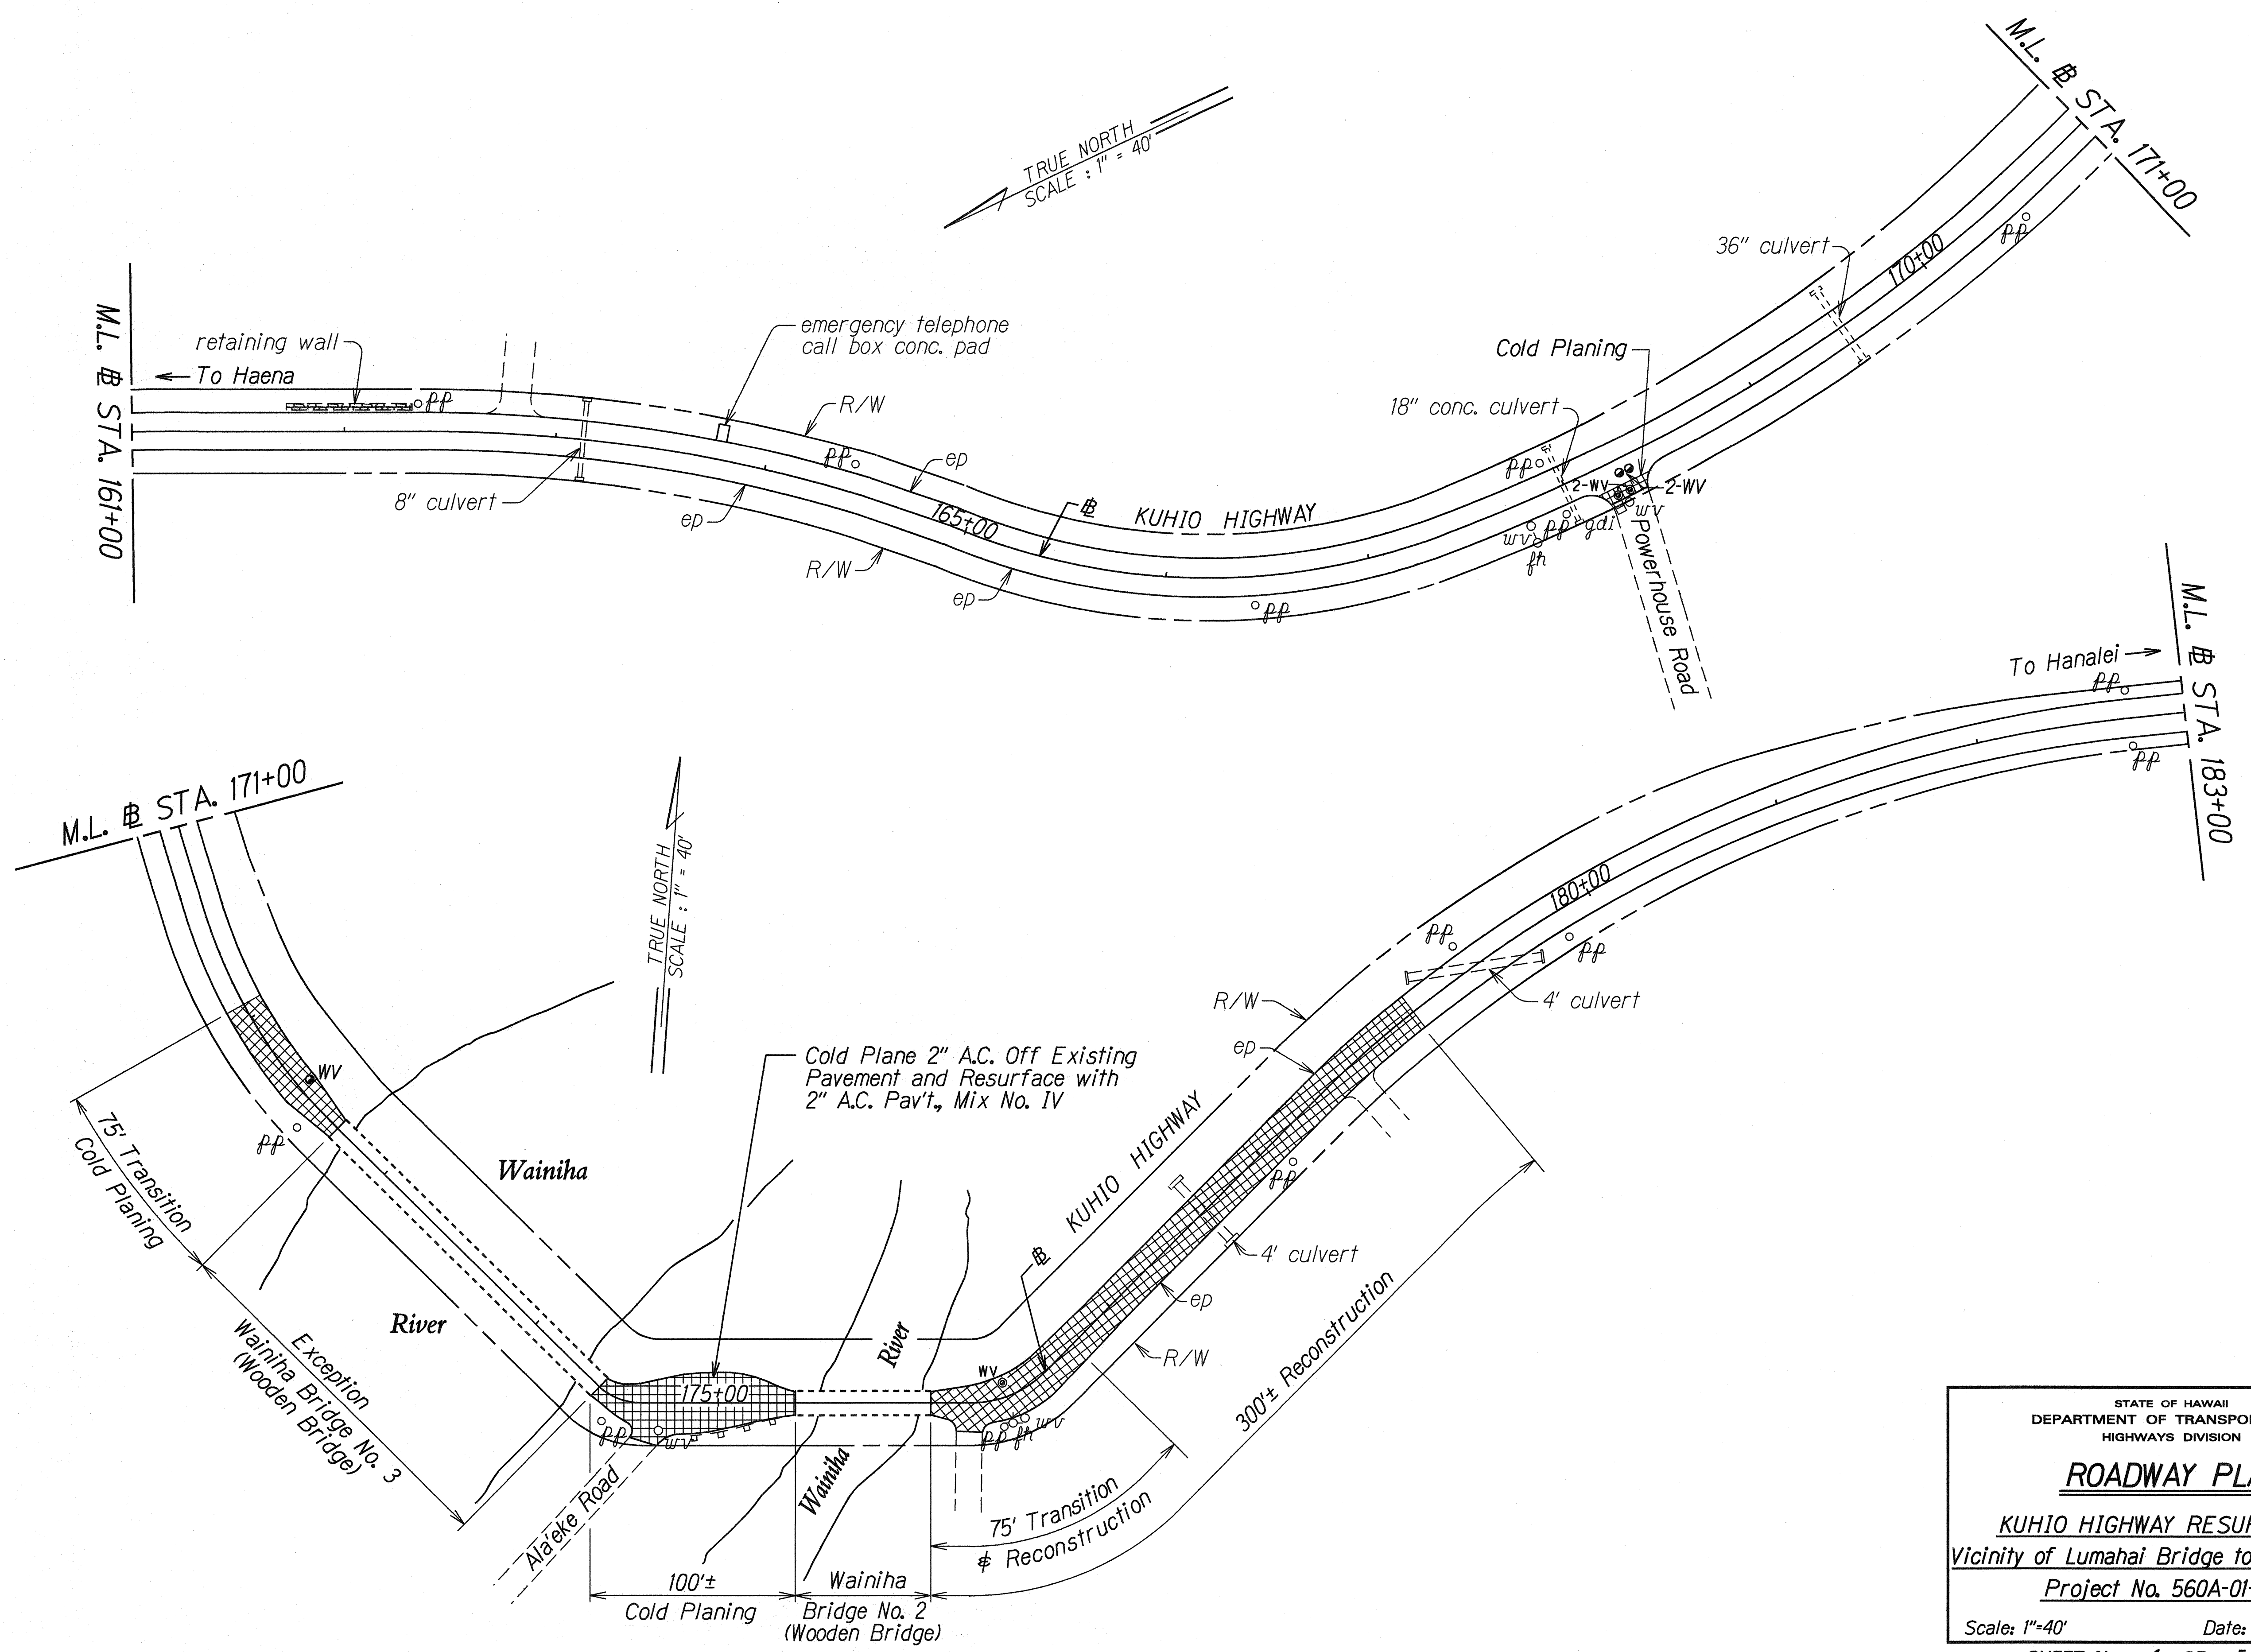 M.L. BL STA. 171+00
TRUE NORTH
SCALE : 1" = 40'
36" culvert
170+00
pp
M.L. BL STA. 161+00
retaining wall
To Haena
pp
emergency telephone
call box conc. pad
R/W
Cold Planing
18" conc. culvert
pp
ep
pp
2-WV
2-WV
8" culvert
ep
165+00
BL
KUHIO HIGHWAY
wv
pp
gdi
wv
fh
R/W
ep
pp
Powerhouse Road
M.L. BL STA. 183+00
To Hanalei
pp
pp
M.L. BL STA. 171+00
TRUE NORTH
SCALE : 1" = 40'
180+00
pp
pp
4' culvert
R/W
ep
Cold Plane 2" A.C. Off Existing
Pavement and Resurface with
2" A.C. Pav't., Mix No. IV
WV
pp
75' Transition
Cold Planing
Wainiha
KUHIO HIGHWAY
pp
4' culvert
BL
ep
River
River
R/W
300'± Reconstruction
Exception
Wainiha Bridge No. 3
(Wooden Bridge)
175+00
WV
pp
wv
pp
fh
wv
Wainiha
Ala'eke Road
75' Transition
& Reconstruction
100'±
Cold Planing
Wainiha
Bridge No. 2
(Wooden Bridge)
STATE OF HAWAII
DEPARTMENT OF TRANSPO
HIGHWAYS DIVISION
ROADWAY PLA
KUHIO HIGHWAY RESU
Vicinity of Lumahai Bridge to
Project No. 560A-01-
Scale: 1"=40' Date: